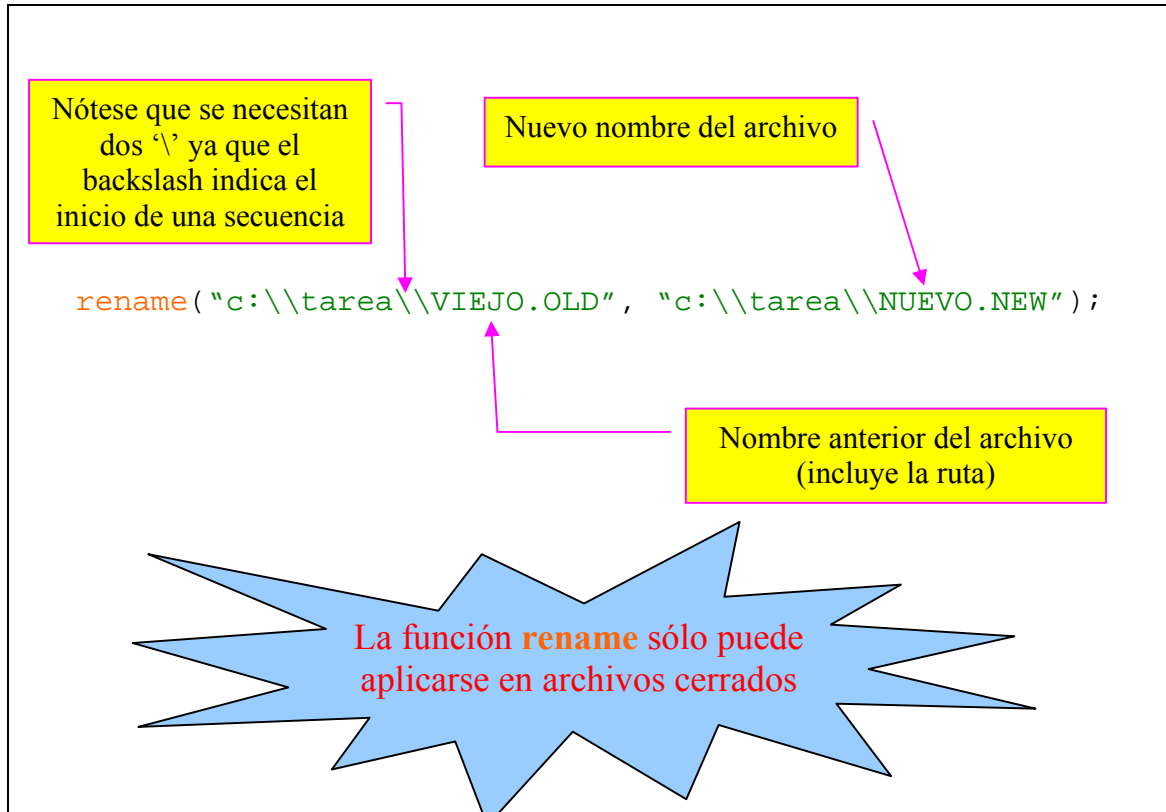 Nótese que se necesitan
dos ‘\’ ya que el
backslash indica el
inicio de una secuencia
Nuevo nombre del archivo
rename(“c:\\tarea\\VIEJO.OLD”, “c:\\tarea\\NUEVO.NEW”);
Nombre anterior del archivo
(incluye la ruta)
La función rename sólo puede
aplicarse en archivos cerrados